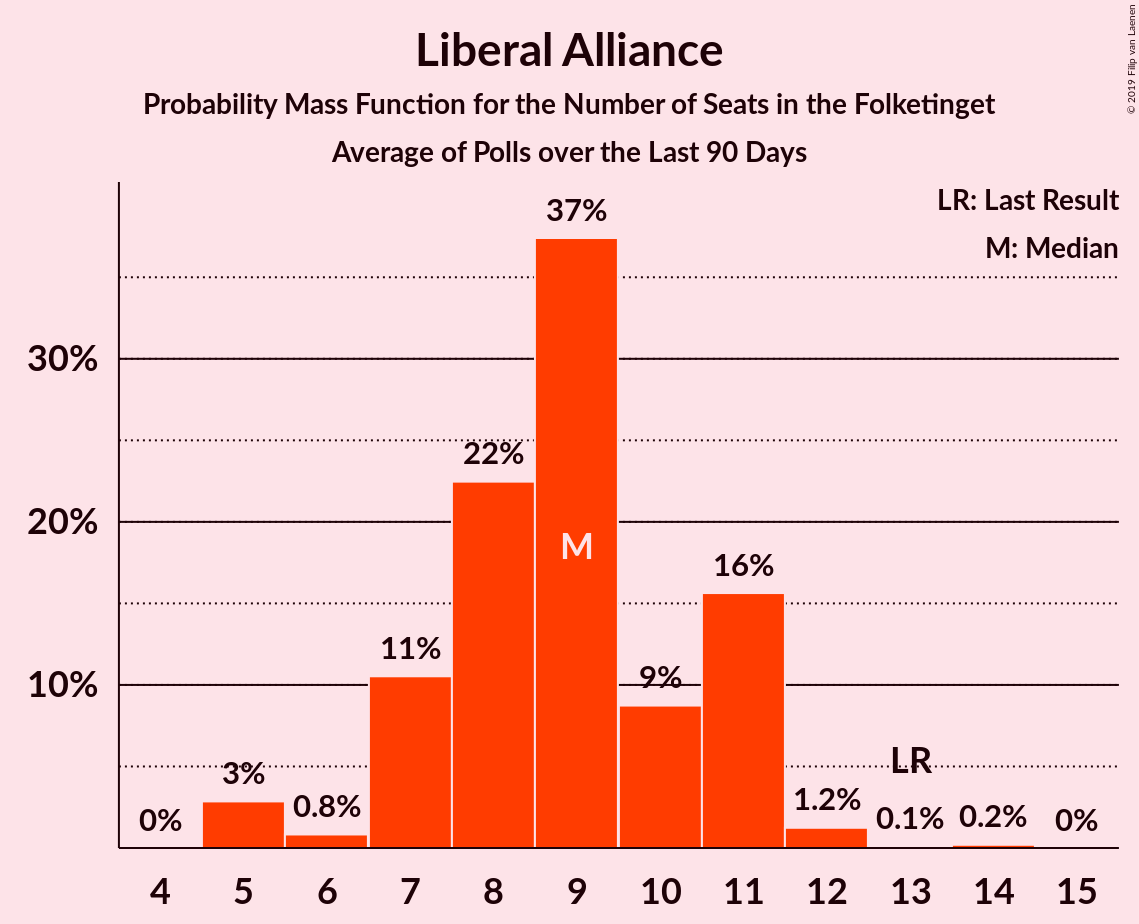 Liberal Alliance
Probability Mass Function for the Number of Seats in the Folketinget
Average of Polls over the Last 90 Days
© 2019 Filip van Laenen
LR: Last Result
M: Median
37%
30%
22%
M
20%
16%
11%
10%
9%
LR
3%
0.8%
1.2%
0%
0.1%
0.2%
0%
4 5 6 7 8 9 10 11 12 13 14 15